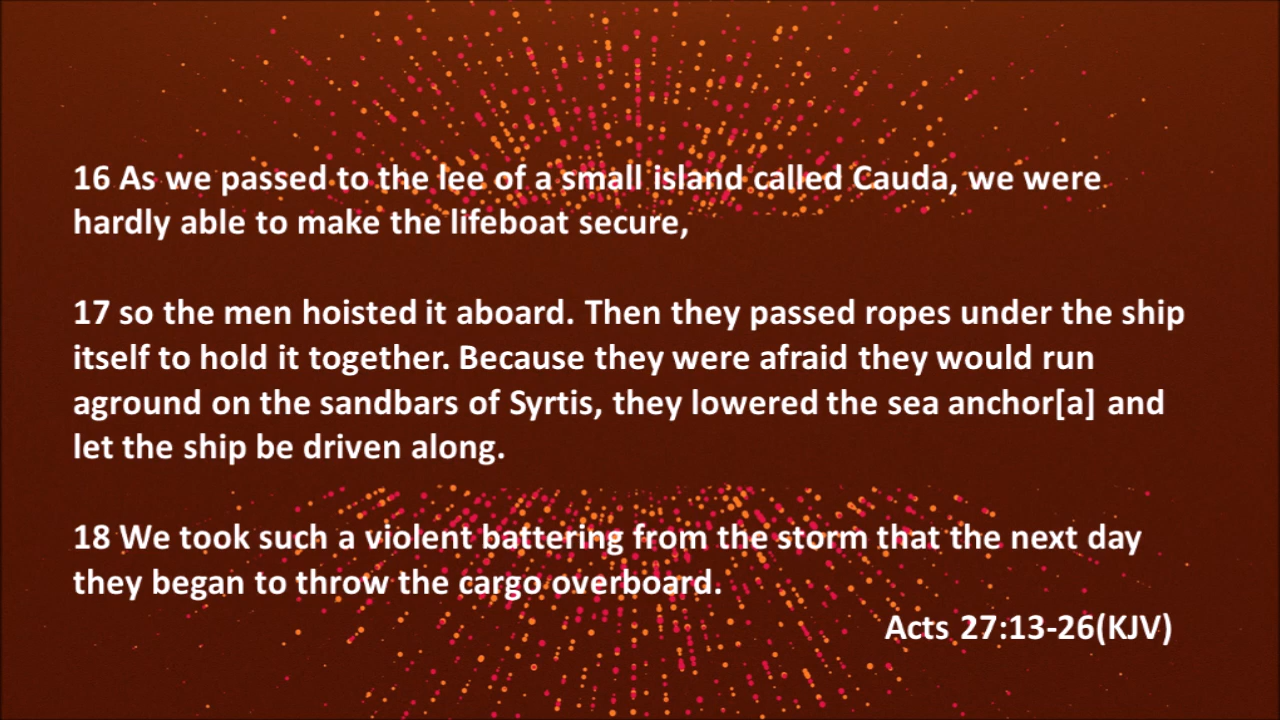 16 As we passed to the lee of a small island called Cauda, we were
hardly able to make the lifeboat secure,
17 so the men hoisted it aboard. Then they passed ropes under the ship
itself to hold it together. Because they were afraid they would run
aground on the sandbars of Syrtis, they lowered the sea anchor[a] and
let the ship be driven along.
18 We took such a violent battering from the storm that the next day
they began to throw the cargo overboard.
Acts 27:13-26(KJV)